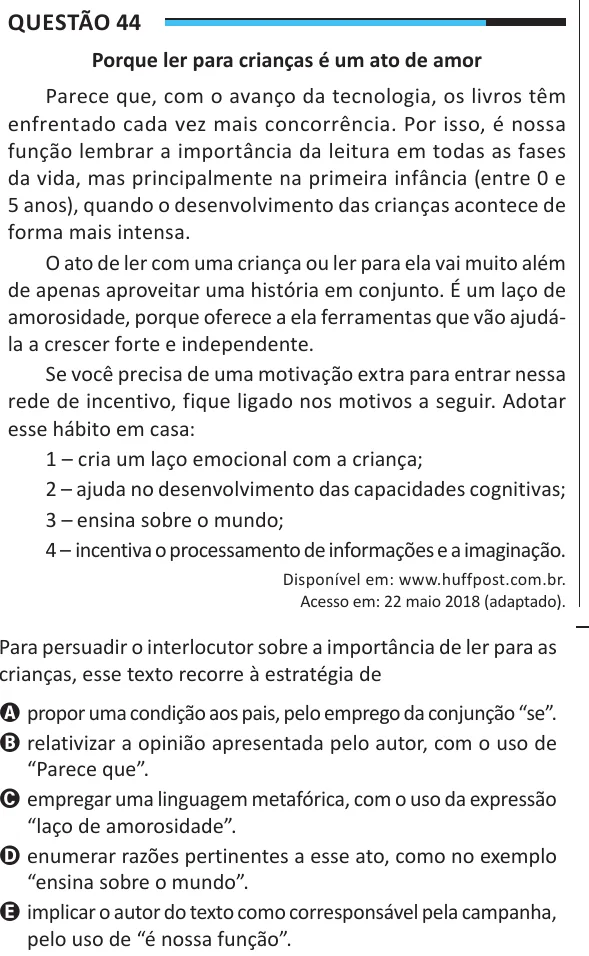 QUESTÃO 44
Porque ler para crianças é um ato de amor
Parece que, com o avanço da tecnologia, os livros têm
enfrentado cada vez mais concorrência. Por isso, é nossa
função lembrar a importância da leitura em todas as fases
da vida, mas principalmente na primeira infância (entre 0 e
5 anos), quando o desenvolvimento das crianças acontece de
forma mais intensa.
O ato de ler com uma criança ou ler para ela vai muito além
de apenas aproveitar uma história em conjunto. É um laço de
amorosidade, porque oferece a ela ferramentas que vão ajudá-
la a crescer forte e independente.
Se você precisa de uma motivação extra para entrar nessa
rede de incentivo, fique ligado nos motivos a seguir. Adotar
esse hábito em casa:
1 – cria um laço emocional com a criança;
2 – ajuda no desenvolvimento das capacidades cognitivas;
3 – ensina sobre o mundo;
4 – incentiva o processamento de informações e a imaginação.
Disponível em: www.huffpost.com.br.
Acesso em: 22 maio 2018 (adaptado).
Para persuadir o interlocutor sobre a importância de ler para as
crianças, esse texto recorre à estratégia de
A propor uma condição aos pais, pelo emprego da conjunção “se”.
B relativizar a opinião apresentada pelo autor, com o uso de
“Parece que”.
C empregar uma linguagem metafórica, com o uso da expressão
“laço de amorosidade”.
D enumerar razões pertinentes a esse ato, como no exemplo
“ensina sobre o mundo”.
E implicar o autor do texto como corresponsável pela campanha,
pelo uso de “é nossa função”.